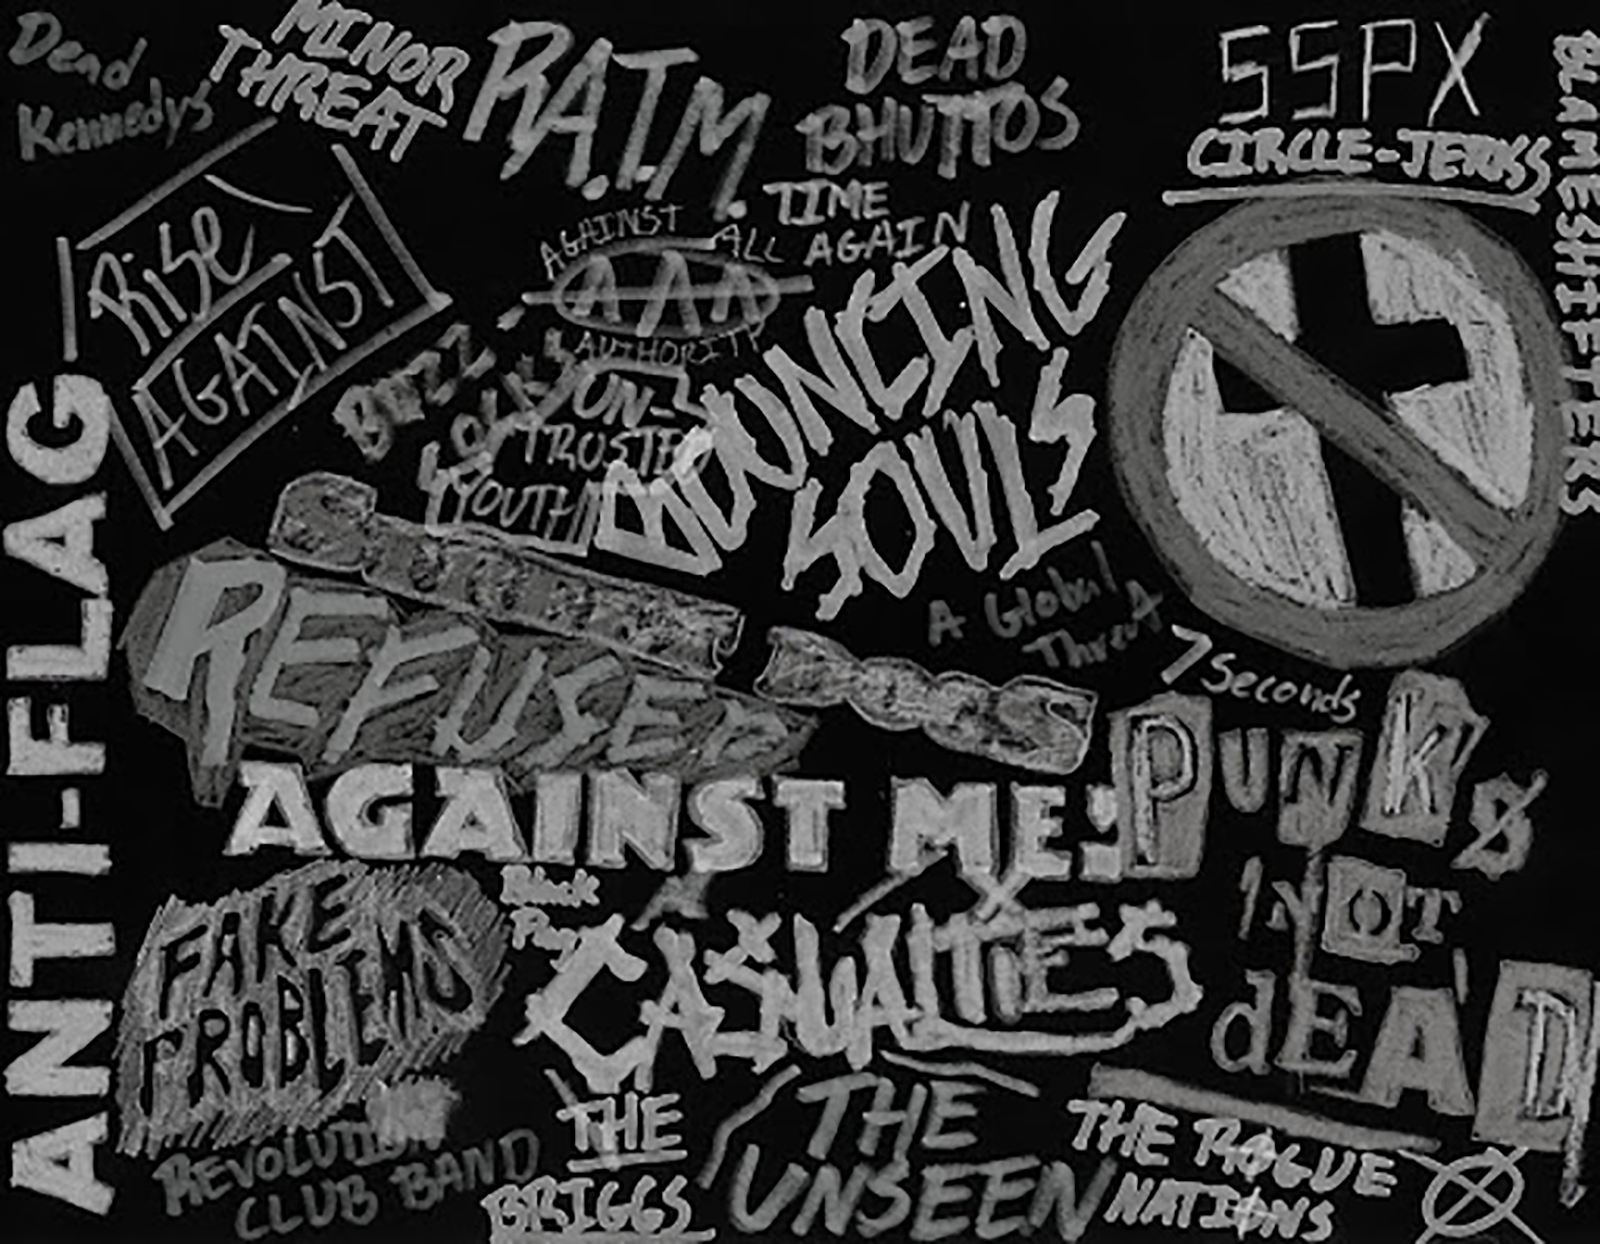 Dead
Kennedys
MINOR
THREAT
R.A.T.M.
DEAD
BHUTTOS
SSPX
CIRCLE-JERKS
BLAMESHIFTERS
RISE
AGAINST
AGAINST ALL
AAA
AUTHORITY
TIME
AGAIN
BOUNCING
SOULS
TRUSTED
YOUTH
ANTI-FLAG
A Global
Threat
7 Seconds
REFUSED
AGAINST ME!
PUNKS
NOT
dEAD
FAKE
PROBLEMS
Black
CASUALTIES
REVOLUTION
CLUB BAND
THE
BRIGGS
THE
UNSEEN
THE ROGUE
NATIONS